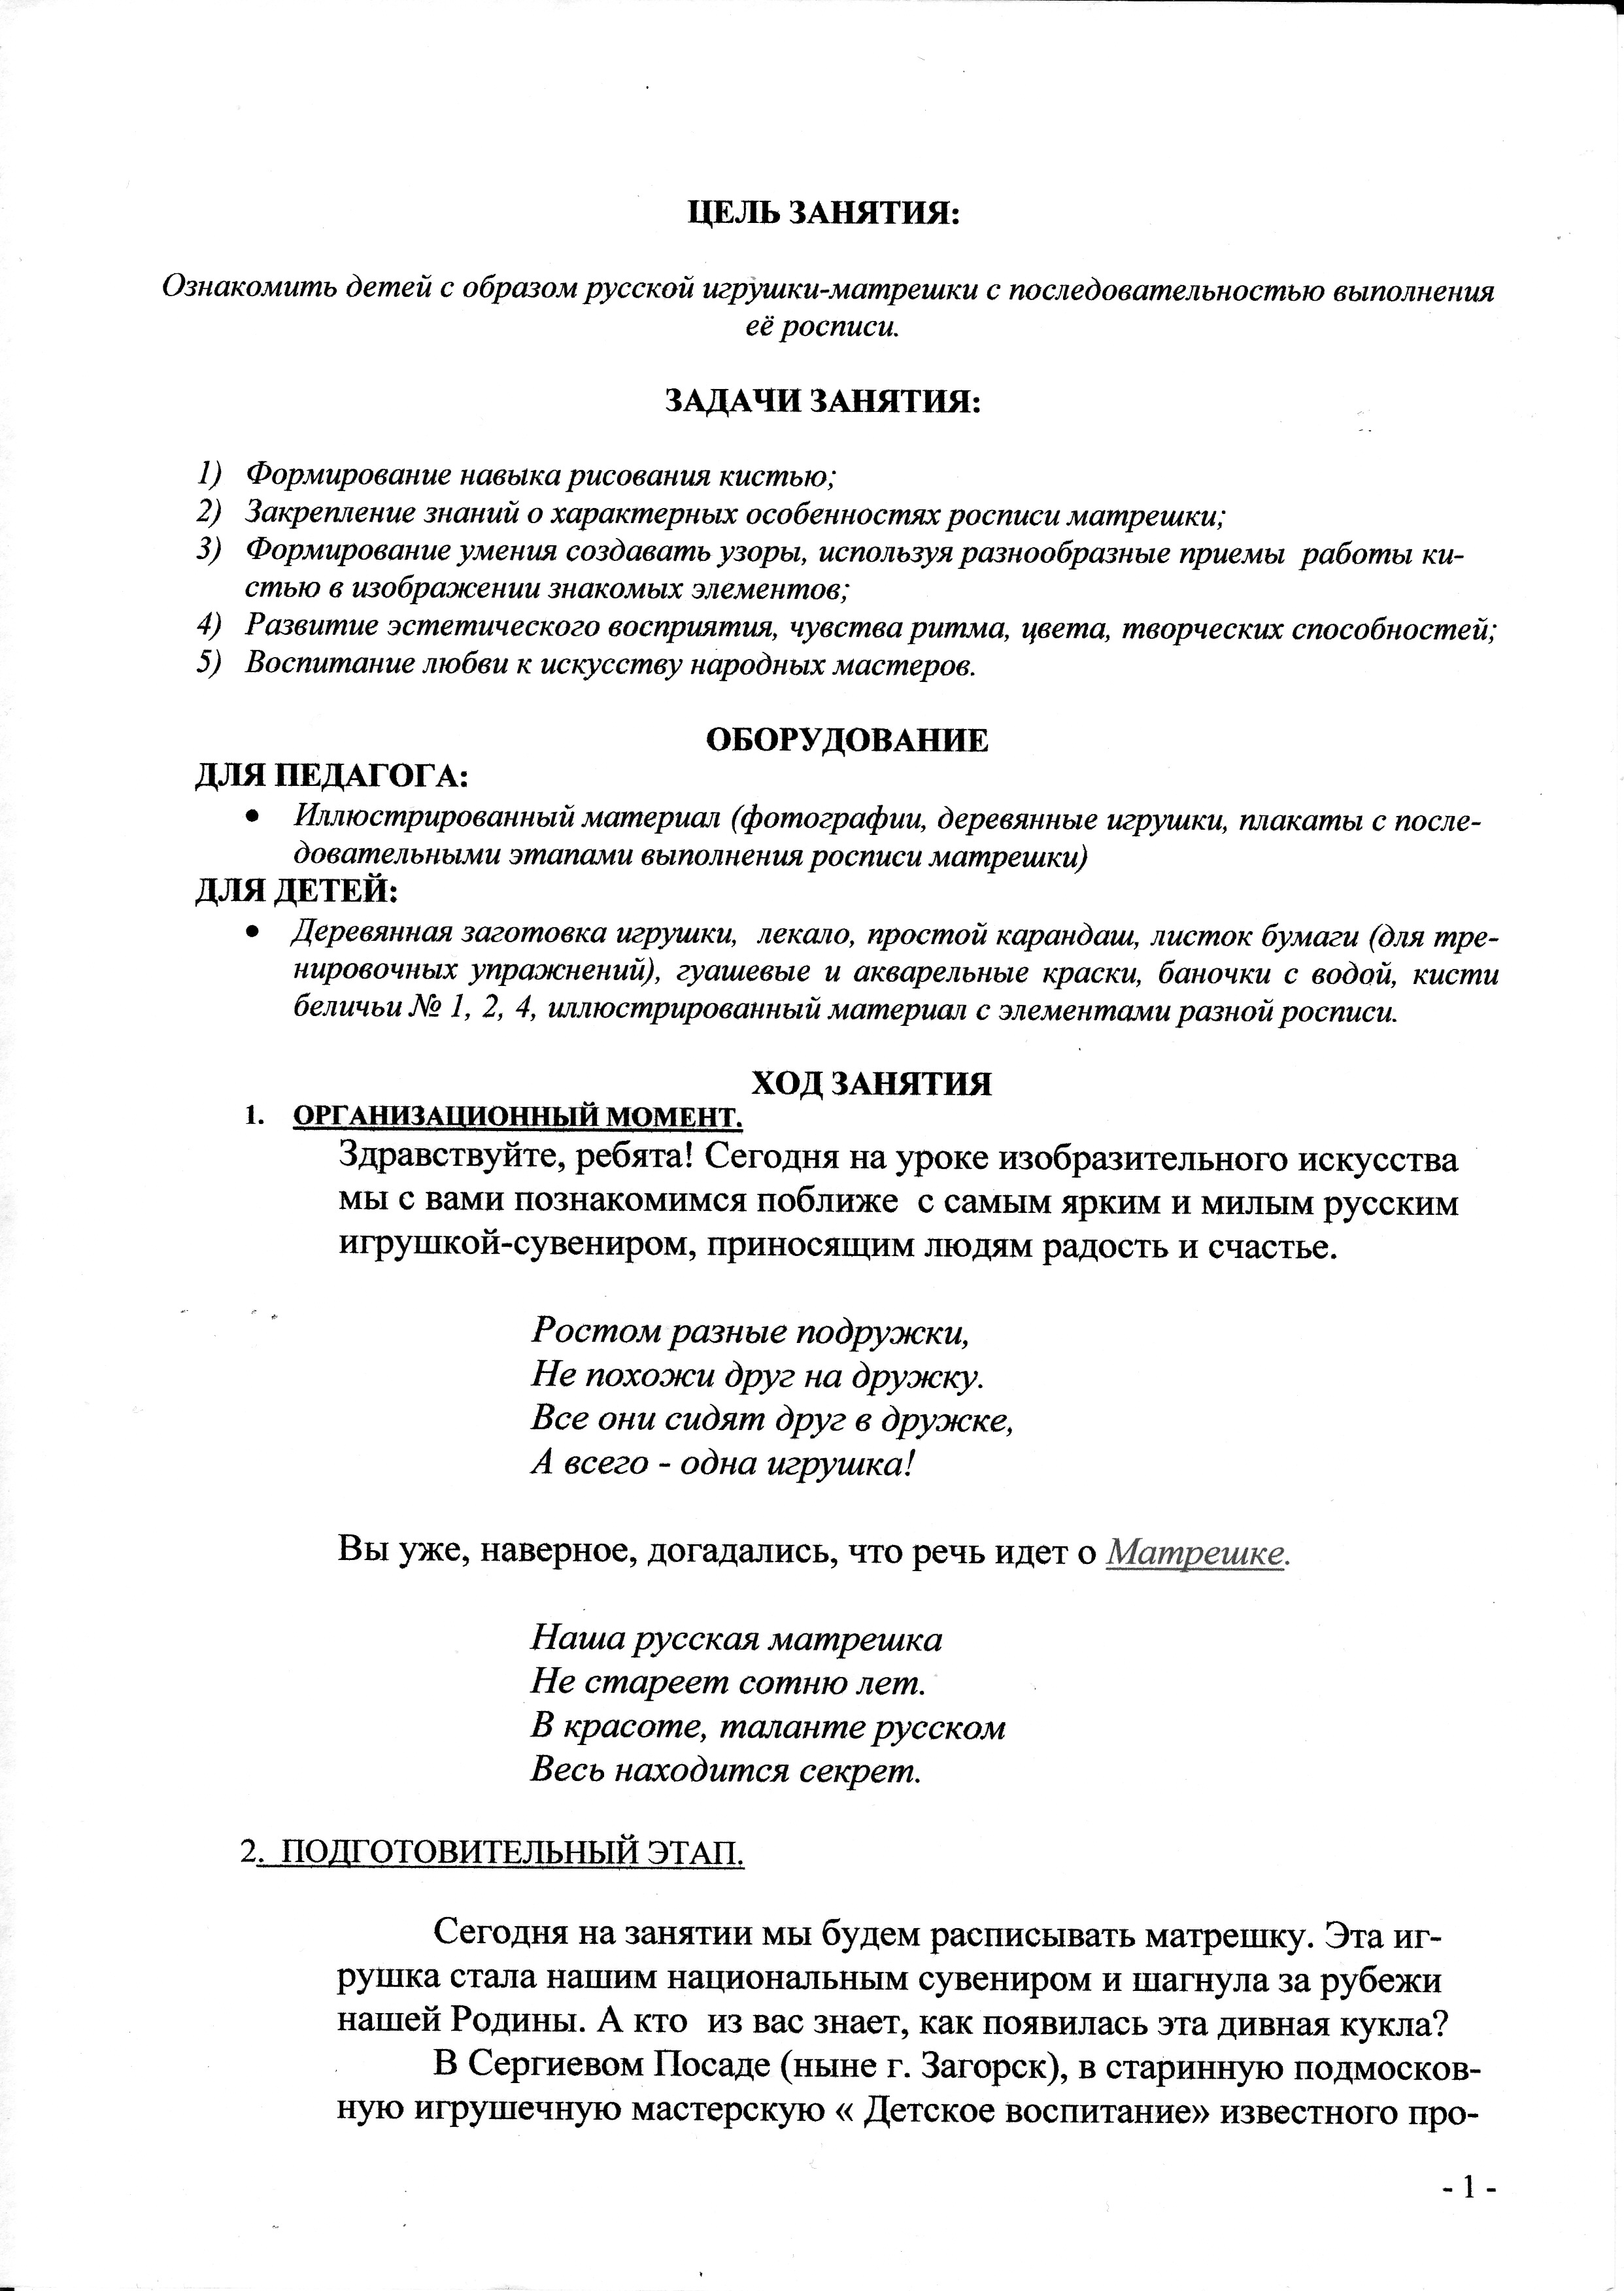 ЦЕЛЬ ЗАНЯТИЯ:
Ознакомить детей с образом русской игрушки-матрешки с последовательностью выполнения
её росписи.
ЗАДАЧИ ЗАНЯТИЯ:
1) Формирование навыка рисования кистью;
2) Закрепление знаний о характерных особенностях росписи матрешки;
3) Формирование умения создавать узоры, используя разнообразные приемы работы ки-
стью в изображении знакомых элементов;
4) Развитие эстетического восприятия, чувства ритма, цвета, творческих способностей;
5) Воспитание любви к искусству народных мастеров.
ОБОРУДОВАНИЕ
ДЛЯ ПЕДАГОГА:
• Иллюстрированный материал (фотографии, деревянные игрушки, плакаты с после-
довательными этапами выполнения росписи матрешки)
ДЛЯ ДЕТЕЙ:
• Деревянная заготовка игрушки, лекало, простой карандаш, листок бумаги (для тре-
нировочных упражнений), гуашевые и акварельные краски, баночки с водой, кисти
беличьи № 1, 2, 4, иллюстрированный материал с элементами разной росписи.
ХОД ЗАНЯТИЯ
1. ОРГАНИЗАЦИОННЫЙ МОМЕНТ.
Здравствуйте, ребята! Сегодня на уроке изобразительного искусства
мы с вами познакомимся поближе с самым ярким и милым русским
игрушкой-сувениром, приносящим людям радость и счастье.
Ростом разные подружки,
Не похожи друг на дружку.
Все они сидят друг в дружке,
А всего - одна игрушка!
Вы уже, наверное, догадались, что речь идет о Матрешке.
Наша русская матрешка
Не стареет сотню лет.
В красоте, таланте русском
Весь находится секрет.
2. ПОДГОТОВИТЕЛЬНЫЙ ЭТАП.
Сегодня на занятии мы будем расписывать матрешку. Эта иг-
рушка стала нашим национальным сувениром и шагнула за рубежи
нашей Родины. А кто из вас знает, как появилась эта дивная кукла?
В Сергиевом Посаде (ныне г. Загорск), в старинную подмосков-
ную игрушечную мастерскую « Детское воспитание» известного про-
- 1 -